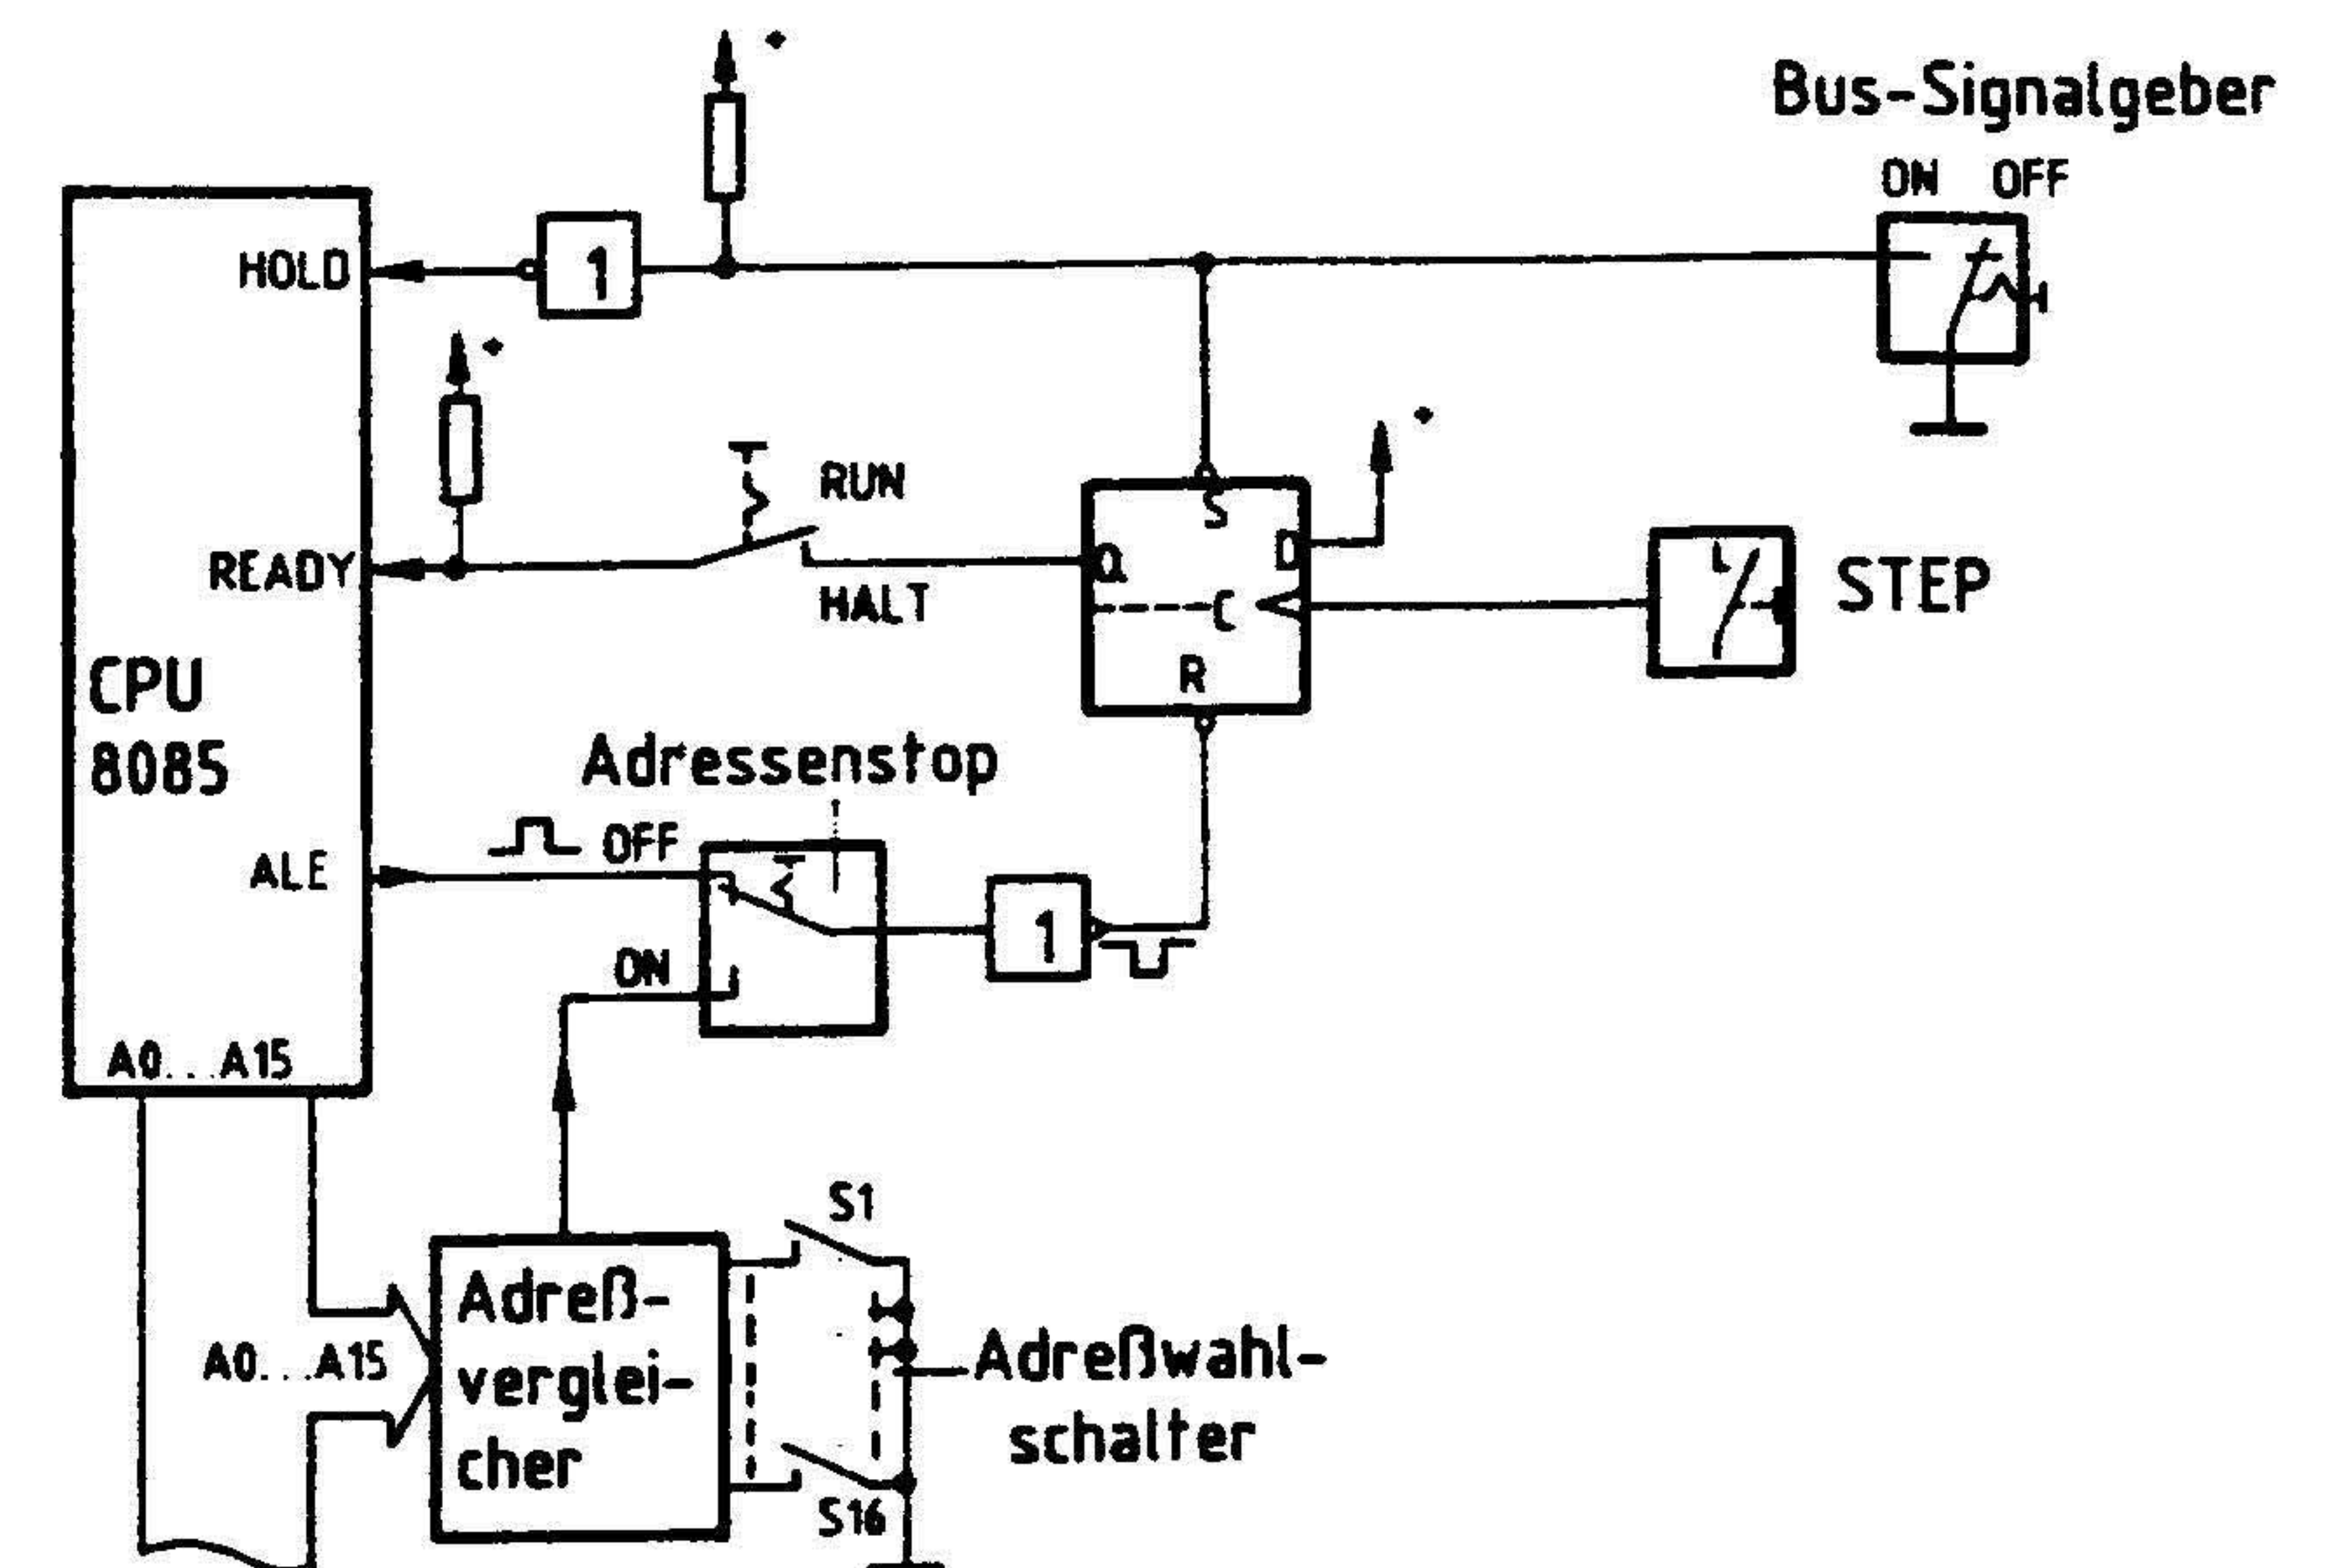 Bus-Signalgeber
ON OFF
HOLD
1
RUN
READY
HALT
S
Q
D
C
R
STEP
CPU
8085
Adressenstop
OFF
ALE
1
ON
A0...A15
S1
Adreß-
verglei-
cher
A0...A15
Adreßwahl-
schalter
S16